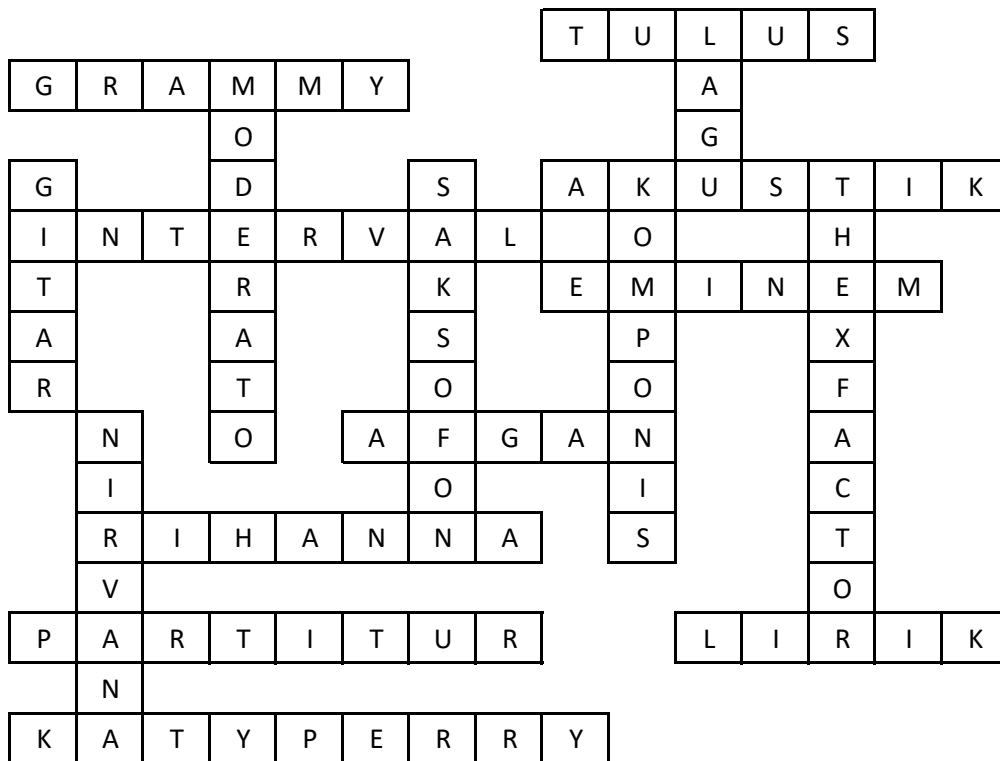 T U L U S
G R A M M Y A
O G
G D S A K U S T I K
I N T E R V A L O H
T R K E M I N E M
A A S P X
R T O O F
N O A F G A N A
I O I C
R I H A N N A S T
V O
P A R T I T U R L I R I K
N
K A T Y P E R R Y